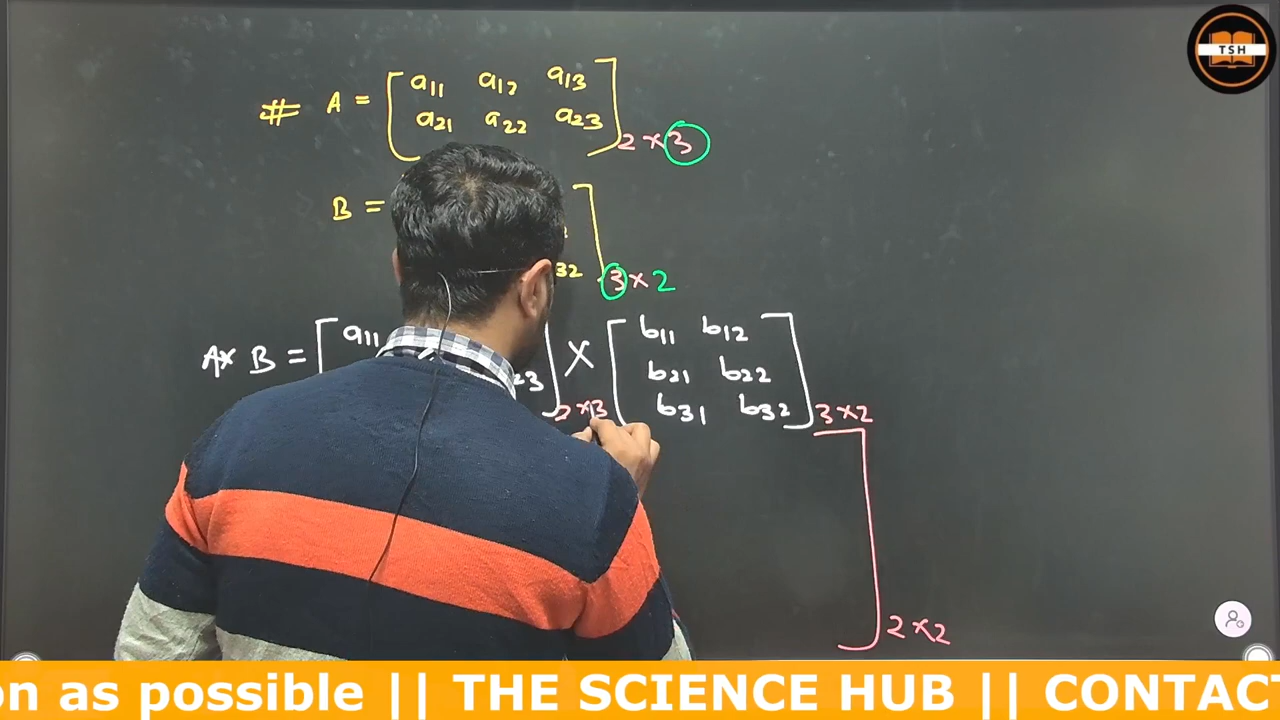 TSH
# A = [ a11 a12 a13
a21 a22 a23 ] 2 × 3
B =
32 ] 3 × 2
A× B = [ a11 ] × [ b11 b12
23 ] 2 ×3 b21 b22
b31 b32 ] 3 ×2
] 2 ×2
on as possible || THE SCIENCE HUB || CONTACT